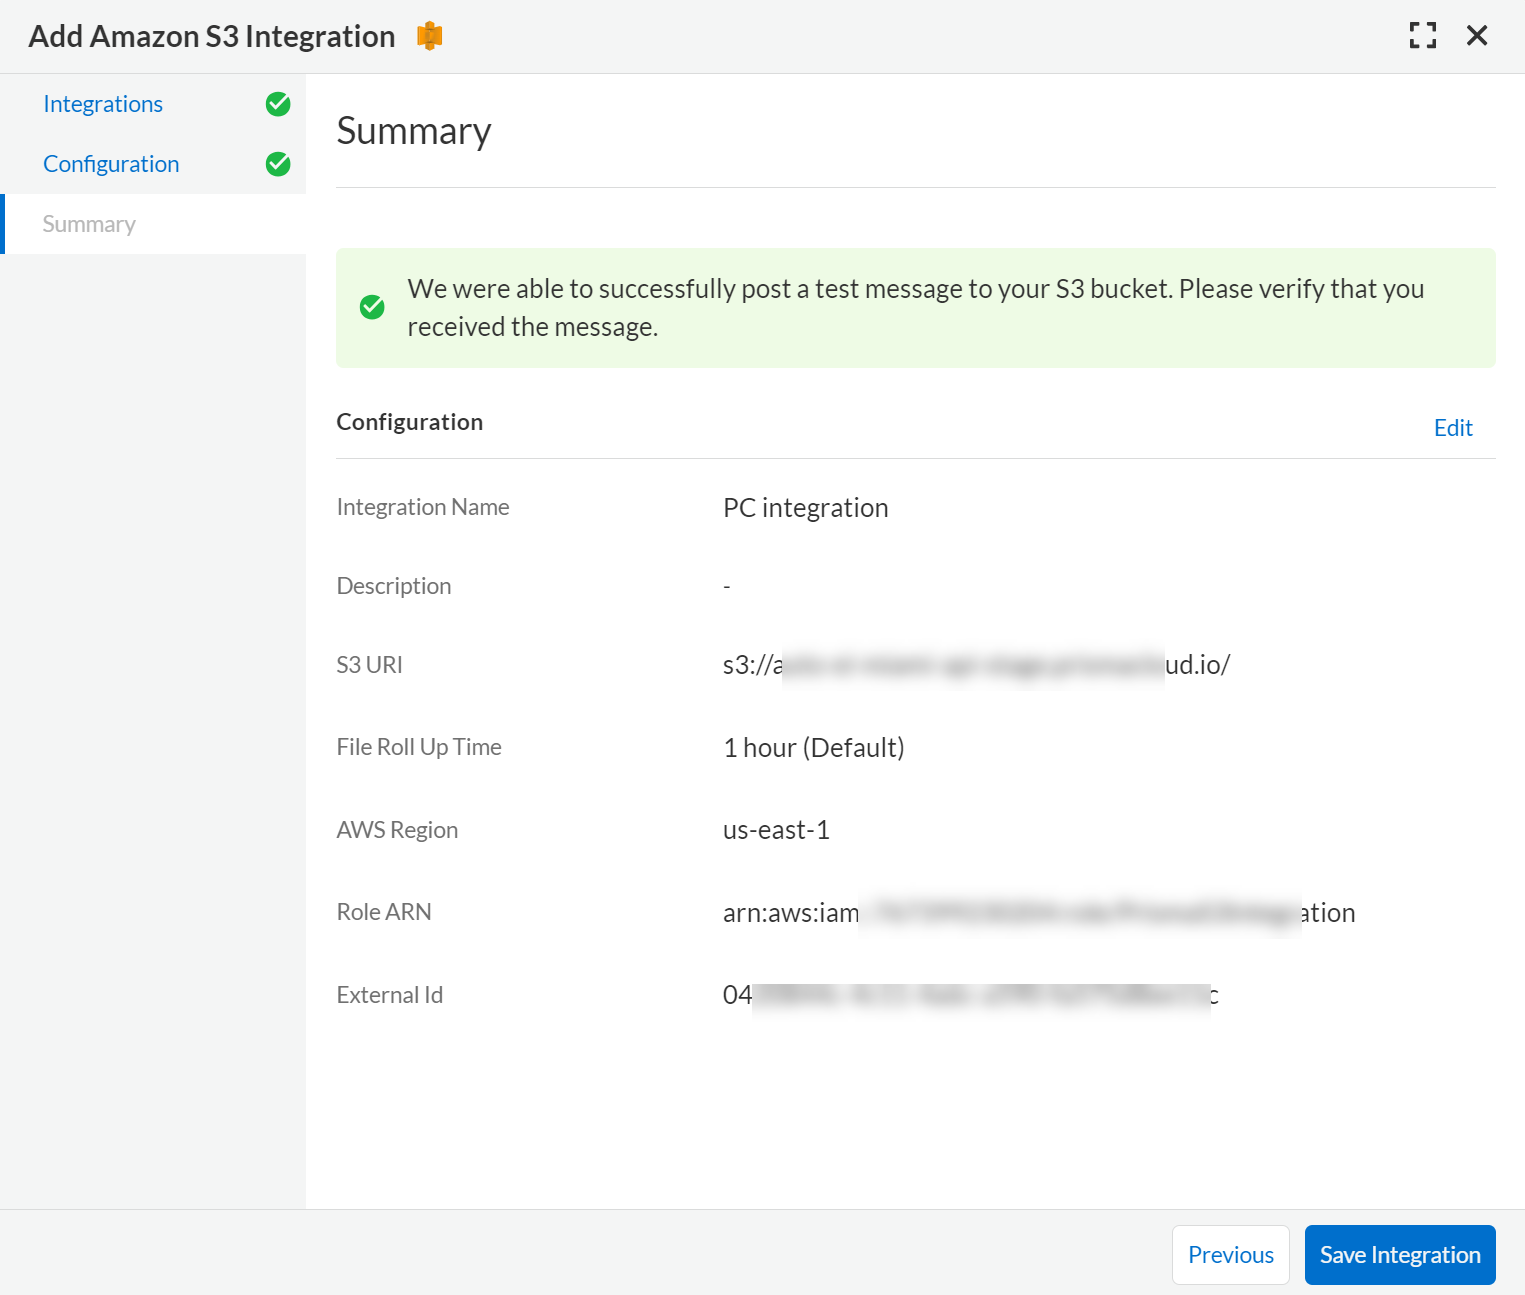 Add Amazon S3 Integration
Integrations
Configuration
Summary
Summary
We were able to successfully post a test message to your S3 bucket. Please verify that you
received the message.
Configuration
Edit
Integration Name
PC integration
Description
-
S3 URI
s3://a ud.io/
File Roll Up Time
1 hour (Default)
AWS Region
us-east-1
Role ARN
arn:aws:iam ation
External Id
04 c
Previous
Save Integration